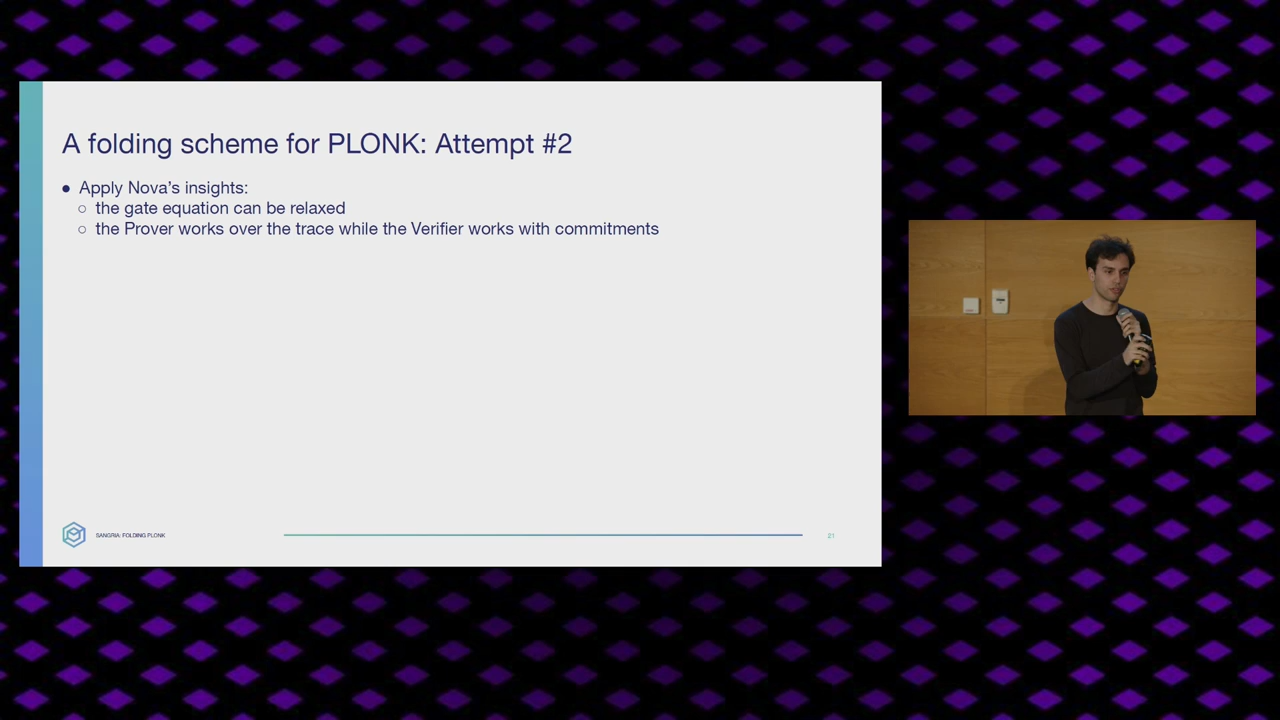 A folding scheme for PLONK: Attempt #2
● Apply Nova's insights:
○ the gate equation can be relaxed
○ the Prover works over the trace while the Verifier works with commitments
SANGRIA: FOLDING PLONK
21